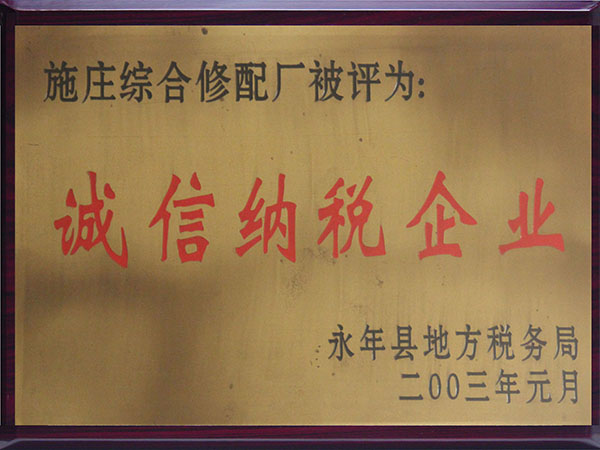 施庄综合修配厂被评为:
诚信纳税企业
永年县地方税务局
二00三年元月